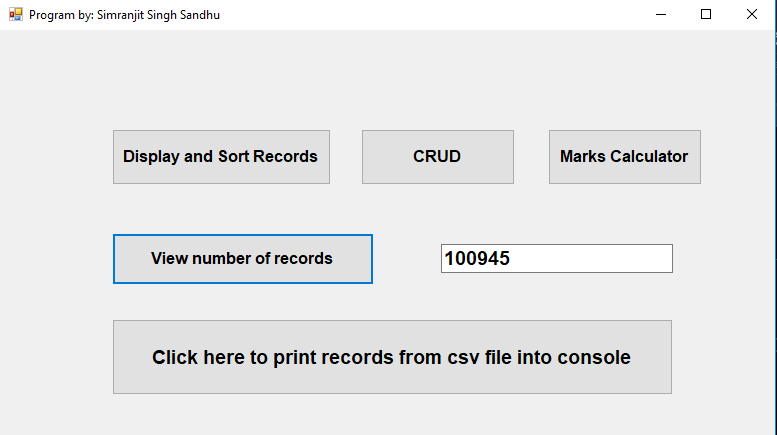 Program by: Simranjit Singh Sandhu
Display and Sort Records
CRUD
Marks Calculator
View number of records
100945
Click here to print records from csv file into console